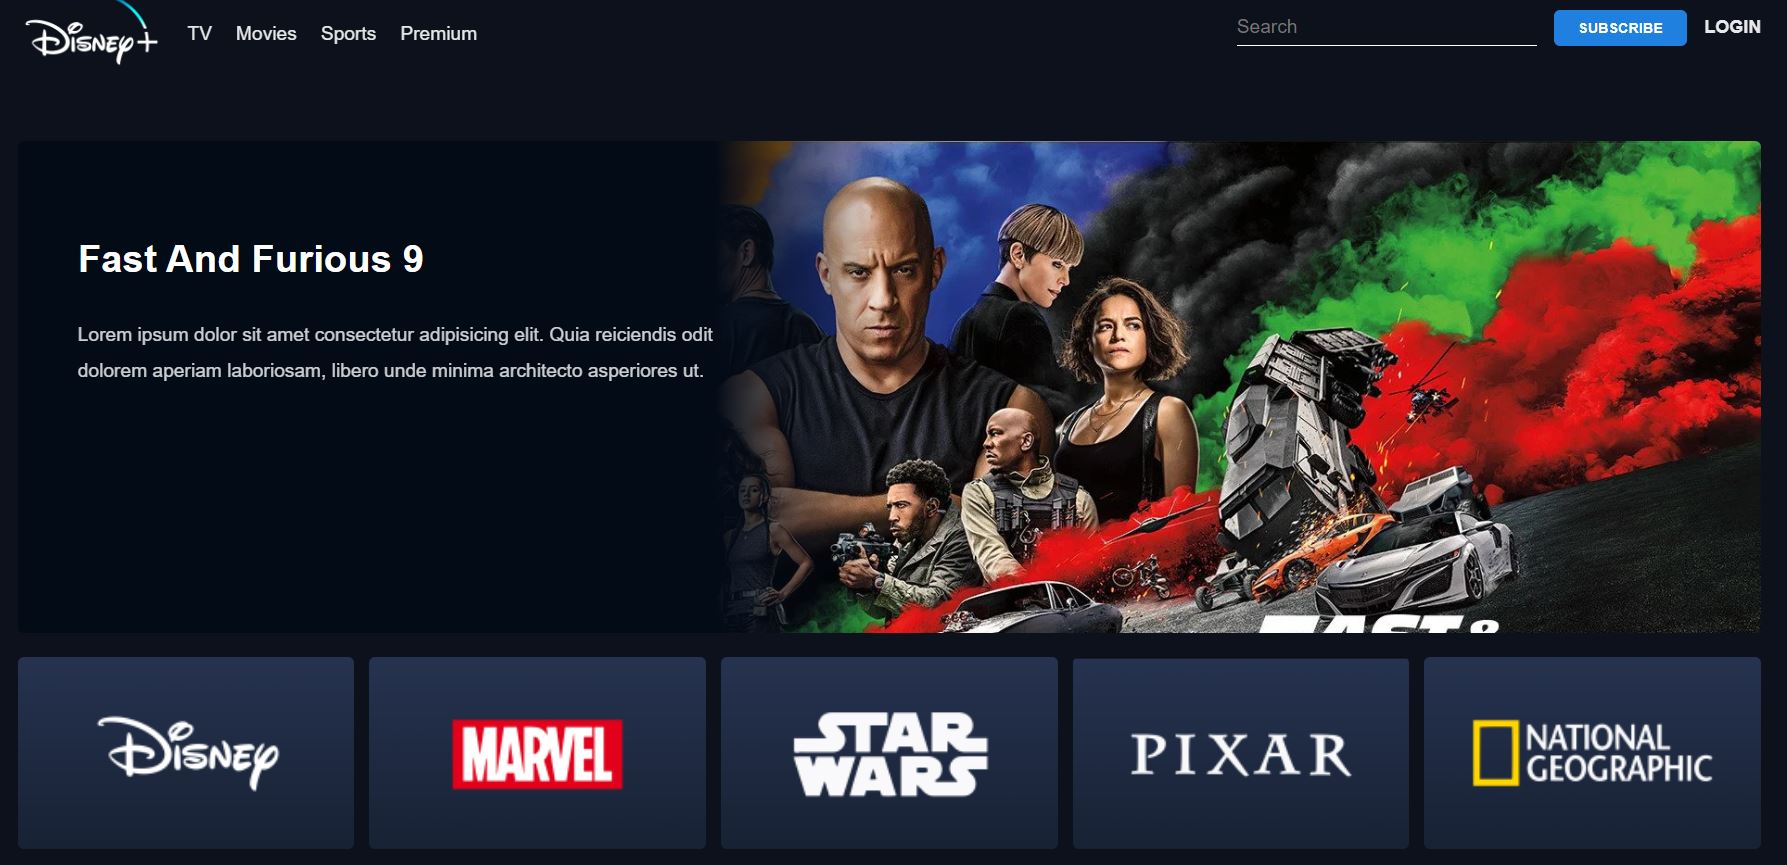 Disney+
TV Movies Sports Premium
Search
SUBSCRIBE
LOGIN
Fast And Furious 9
Lorem ipsum dolor sit amet consectetur adipisicing elit. Quia reiciendis odit
dolorem aperiam laboriosam, libero unde minima architecto asperiores ut.
FAST &
Disney
MARVEL
STAR
WARS
PIXAR
NATIONAL
GEOGRAPHIC